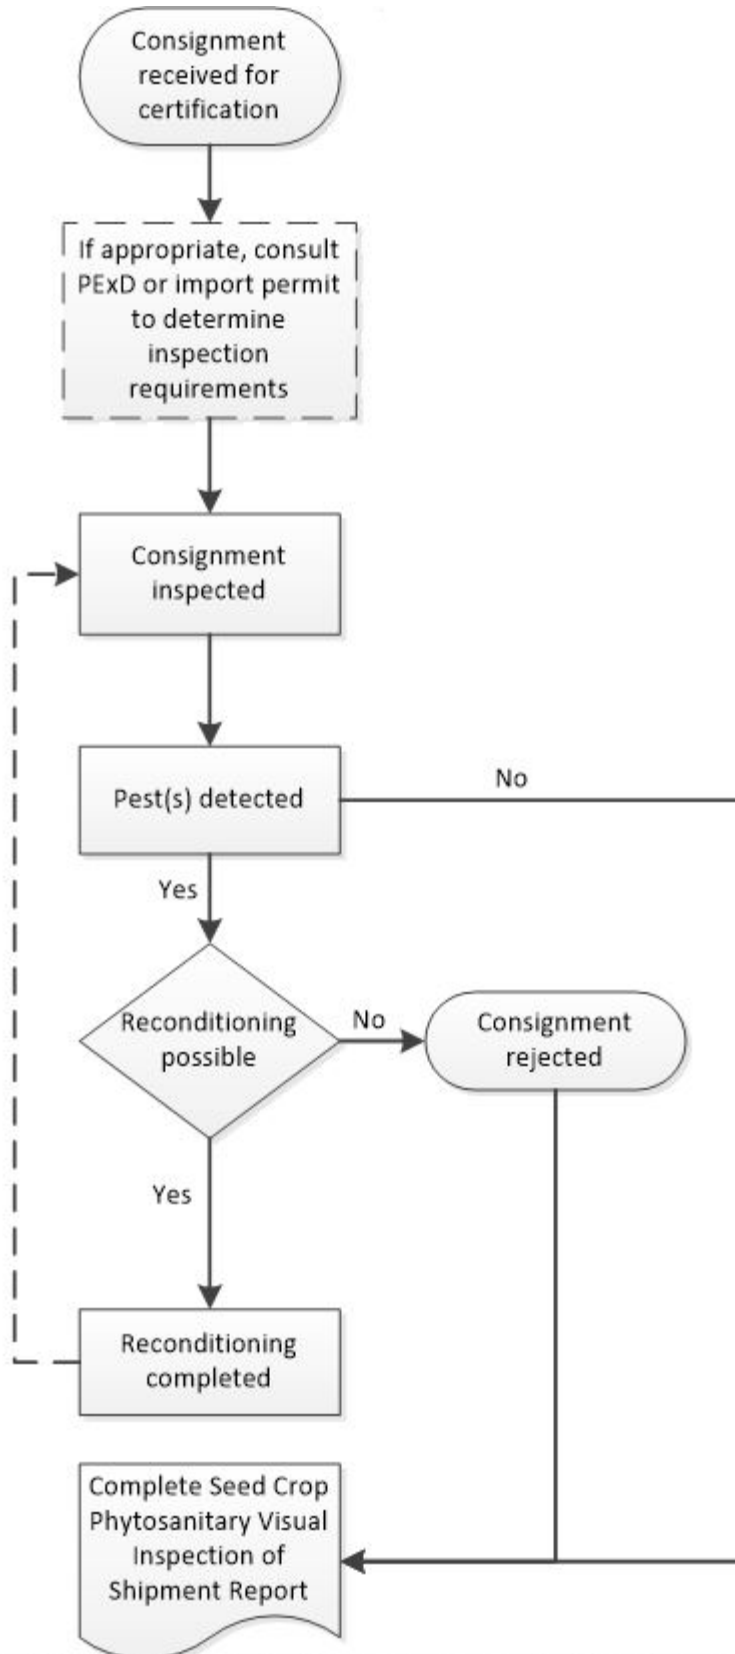 Consignment
received for
certification
If appropriate, consult
PExD or import permit
to determine
inspection
requirements
Consignment
inspected
Pest(s) detected
No
Yes
Reconditioning
possible
No
Consignment
rejected
Yes
Reconditioning
completed
Complete Seed Crop
Phytosanitary Visual
Inspection of
Shipment Report